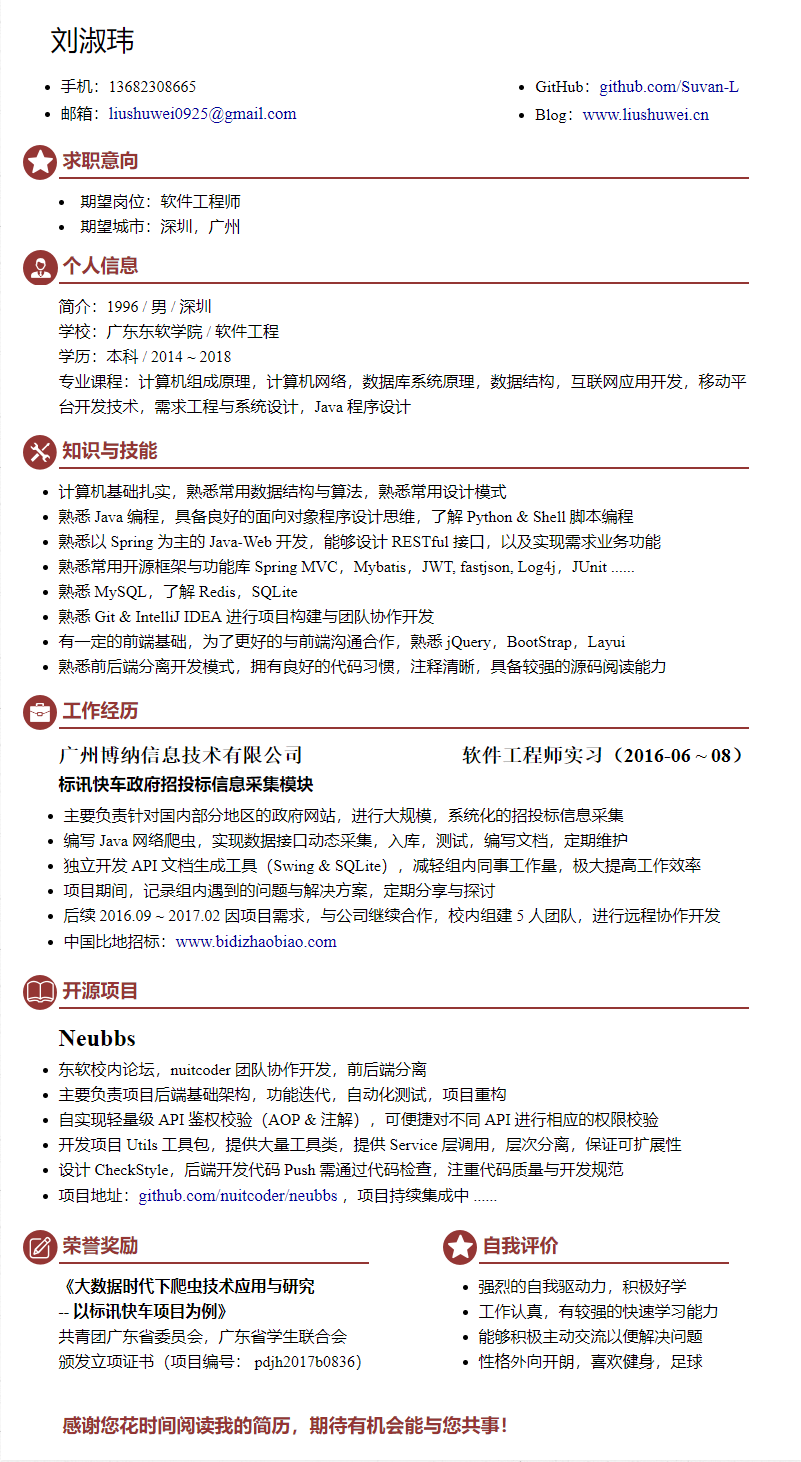 刘淑玮
手机：13682308665
GitHub：github.com/Suvan-L
邮箱：liushuwei0925@gmail.com
Blog：www.liushuwei.cn
求职意向
期望岗位：软件工程师
期望城市：深圳，广州
个人信息
简介：1996 / 男 / 深圳
学校：广东东软学院 / 软件工程
学历：本科 / 2014 ~ 2018
专业课程：计算机组成原理，计算机网络，数据库系统原理，数据结构，互联网应用开发，移动平
台开发技术，需求工程与系统设计，Java 程序设计
知识与技能
计算机基础扎实，熟悉常用数据结构与算法，熟悉常用设计模式
熟悉 Java 编程，具备良好的面向对象程序设计思维，了解 Python & Shell 脚本编程
熟悉以 Spring 为主的 Java-Web 开发，能够设计 RESTful 接口，以及实现需求业务功能
熟悉常用开源框架与功能库 Spring MVC，Mybatis，JWT, fastjson, Log4j，JUnit ......
熟悉 MySQL，了解 Redis，SQLite
熟悉 Git & IntelliJ IDEA 进行项目构建与团队协作开发
有一定的前端基础，为了更好的与前端沟通合作，熟悉 jQuery，BootStrap，Layui
熟悉前后端分离开发模式，拥有良好的代码习惯，注释清晰，具备较强的源码阅读能力
工作经历
广州博纳信息技术有限公司 软件工程师实习（2016-06 ~ 08）
标讯快车政府招投标信息采集模块
主要负责针对国内部分地区的政府网站，进行大规模，系统化的招投标信息采集
编写 Java 网络爬虫，实现数据接口动态采集，入库，测试，编写文档，定期维护
独立开发 API 文档生成工具（Swing & SQLite），减轻组内同事工作量，极大提高工作效率
项目期间，记录组内遇到的问题与解决方案，定期分享与探讨
后续 2016.09 ~ 2017.02 因项目需求，与公司继续合作，校内组建 5 人团队，进行远程协作开发
中国比地招标：www.bidizhaobiao.com
开源项目
Neubbs
东软校内论坛，nuitcoder 团队协作开发，前后端分离
主要负责项目后端基础架构，功能迭代，自动化测试，项目重构
自实现轻量级 API 鉴权校验（AOP & 注解），可便捷对不同 API 进行相应的权限校验
开发项目 Utils 工具包，提供大量工具类，提供 Service 层调用，层次分离，保证可扩展性
设计 CheckStyle，后端开发代码 Push 需通过代码检查，注重代码质量与开发规范
项目地址：github.com/nuitcoder/neubbs ，项目持续集成中 ......
荣誉奖励
《大数据时代下爬虫技术应用与研究
-- 以标讯快车项目为例》
共青团广东省委员会，广东省学生联合会
颁发立项证书（项目编号： pdjh2017b0836）
自我评价
强烈的自我驱动力，积极好学
工作认真，有较强的快速学习能力
能够积极主动交流以便解决问题
性格外向开朗，喜欢健身，足球
感谢您花时间阅读我的简历，期待有机会能与您共事！